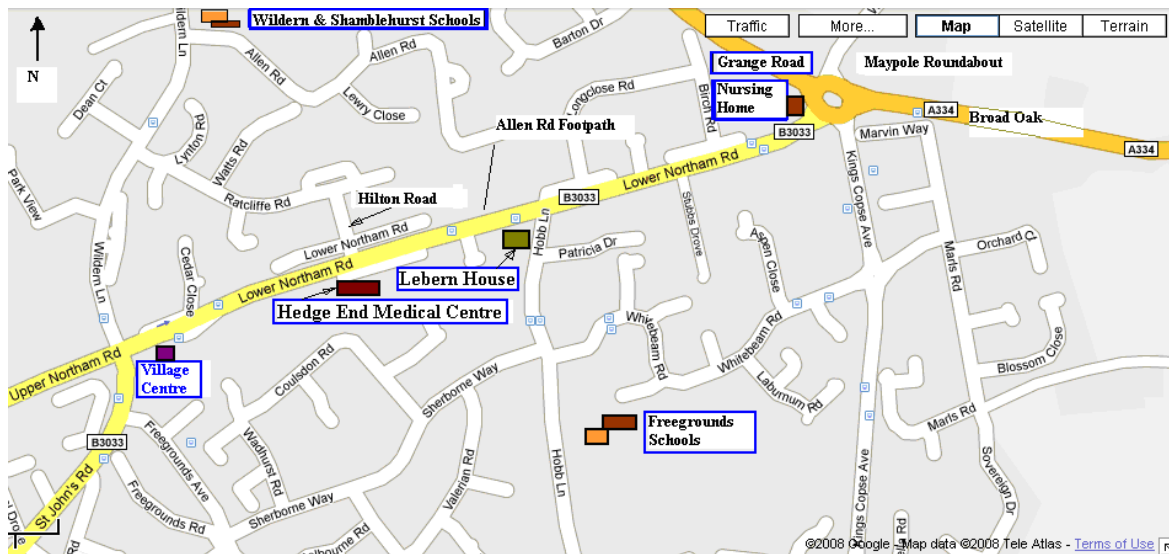 Wildern & Shamblehurst Schools
Traffic
More...
Map
Satellite
Terrain
N
Wildern Ln
Allen Rd
Allen Rd
Barton Dr
Grange Road
Maypole Roundabout
Nursing
Home
Dean Ct
Lewry Close
Longclose Rd
Birch Rd
A334
Broad Oak
A334
B3033
Marvin Way
Allen Rd Footpath
Lynton Rd
Watts Rd
Park View
Ratcliffe Rd
Hilton Road
B3033
Lower Northam Rd
Kings Copse Ave
Stubbs Drove
Lower Northam Rd
Hobb Ln
Patricia Dr
Aspen Close
Orchard Ct
Marls Rd
Wildern Ln
Cedar Close
Lower Northam Rd
Lebern House
Hedge End Medical Centre
Upper Northam Rd
Village
Centre
Coulsdon Rd
Sherborne Way
Whitebeam Rd
Whitebeam Rd
Laburnum Rd
Blossom Close
Marls Rd
B3033
Freegrounds Ave
Wadhurst Rd
Freegrounds
Schools
Hobb Ln
Valerian Rd
St John's Rd
Freegrounds Rd
Sherborne Way
Kings Copse Ave
Sovereign Dr
©2008 Google - Map data ©2008 Tele Atlas - Terms of Use